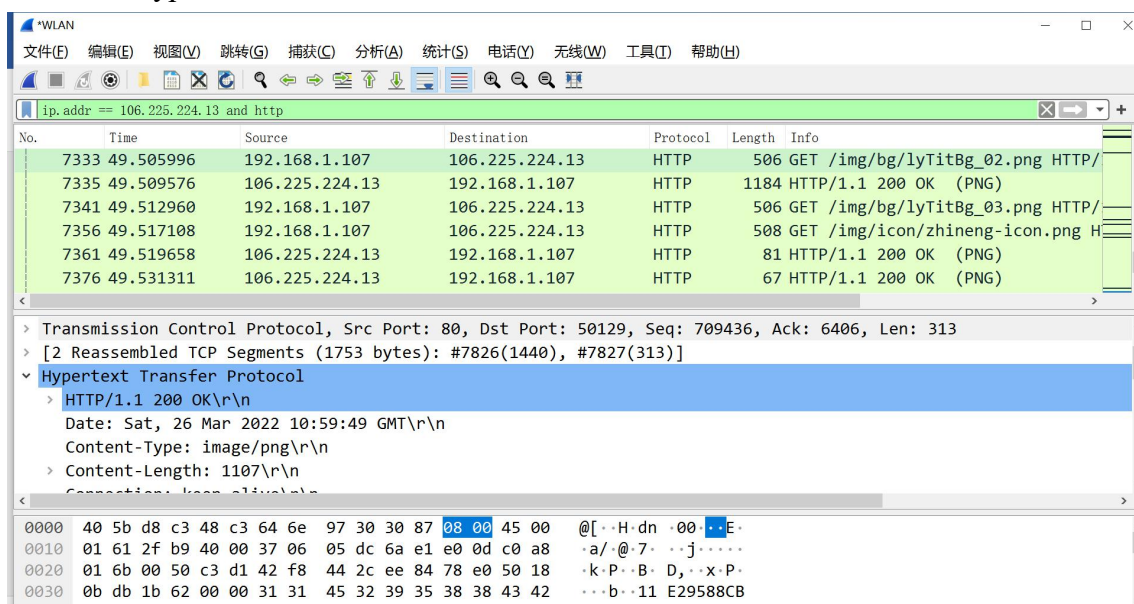 *WLAN
文件(F) 编辑(E) 视图(V) 跳转(G) 捕获(C) 分析(A) 统计(S) 电话(Y) 无线(W) 工具(T) 帮助(H)
ip.addr == 106.225.224.13 and http
No. Time Source Destination Protocol Length Info
7333 49.505996 192.168.1.107 106.225.224.13 HTTP 506 GET /img/bg/lyTitBg_02.png HTTP/
7335 49.509576 106.225.224.13 192.168.1.107 HTTP 1184 HTTP/1.1 200 OK (PNG)
7341 49.512960 192.168.1.107 106.225.224.13 HTTP 506 GET /img/bg/lyTitBg_03.png HTTP/
7356 49.517108 192.168.1.107 106.225.224.13 HTTP 508 GET /img/icon/zhineng-icon.png H
7361 49.519658 106.225.224.13 192.168.1.107 HTTP 81 HTTP/1.1 200 OK (PNG)
7376 49.531311 106.225.224.13 192.168.1.107 HTTP 67 HTTP/1.1 200 OK (PNG)
Transmission Control Protocol, Src Port: 80, Dst Port: 50129, Seq: 709436, Ack: 6406, Len: 313
[2 Reassembled TCP Segments (1753 bytes): #7826(1440), #7827(313)]
Hypertext Transfer Protocol
HTTP/1.1 200 OK\r\n
Date: Sat, 26 Mar 2022 10:59:49 GMT\r\n
Content-Type: image/png\r\n
Content-Length: 1107\r\n
0000 40 5b d8 c3 48 c3 64 6e 97 30 30 87 08 00 45 00 @[··H·dn ·00···E·
0010 01 61 2f b9 40 00 37 06 05 dc 6a e1 e0 0d c0 a8 ·a/·@·7· ··j·····
0020 01 6b 00 50 c3 d1 42 f8 44 2c ee 84 78 e0 50 18 ·k·P··B· D,··x·P·
0030 0b db 1b 62 00 00 31 31 45 32 39 35 38 38 43 42 ···b··11 E29588CB